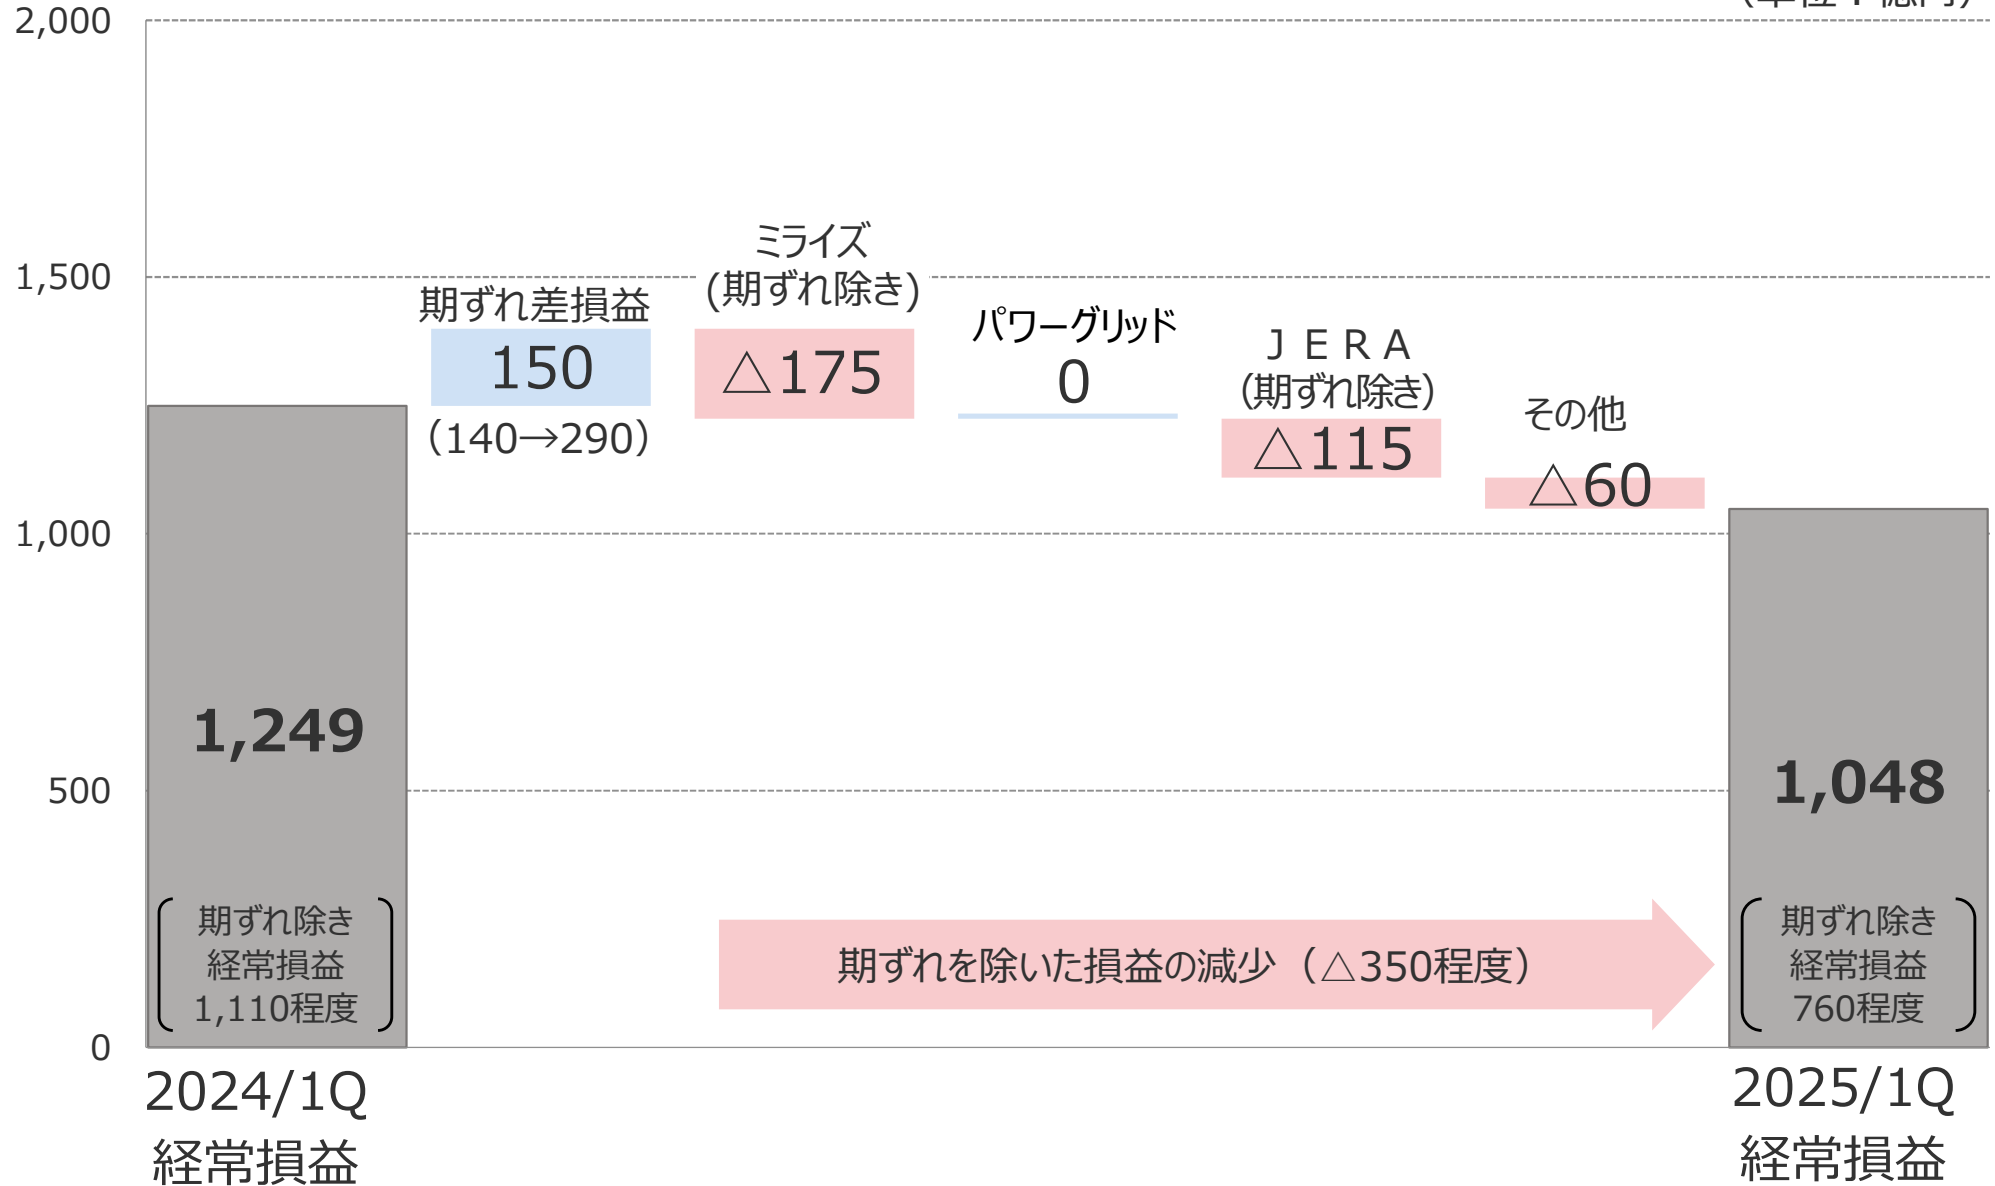 (単位：億円)
2,000
1,500
1,000
500
0
期ずれ差損益
150
（140→290）
ミライズ
(期ずれ除き)
△175
パワーグリッド
0
ＪＥＲＡ
(期ずれ除き)
△115
その他
△60
1,249
期ずれ除き
経常損益
1,110程度
期ずれを除いた損益の減少（△350程度）
1,048
期ずれ除き
経常損益
760程度
2024/1Q
経常損益
2025/1Q
経常損益